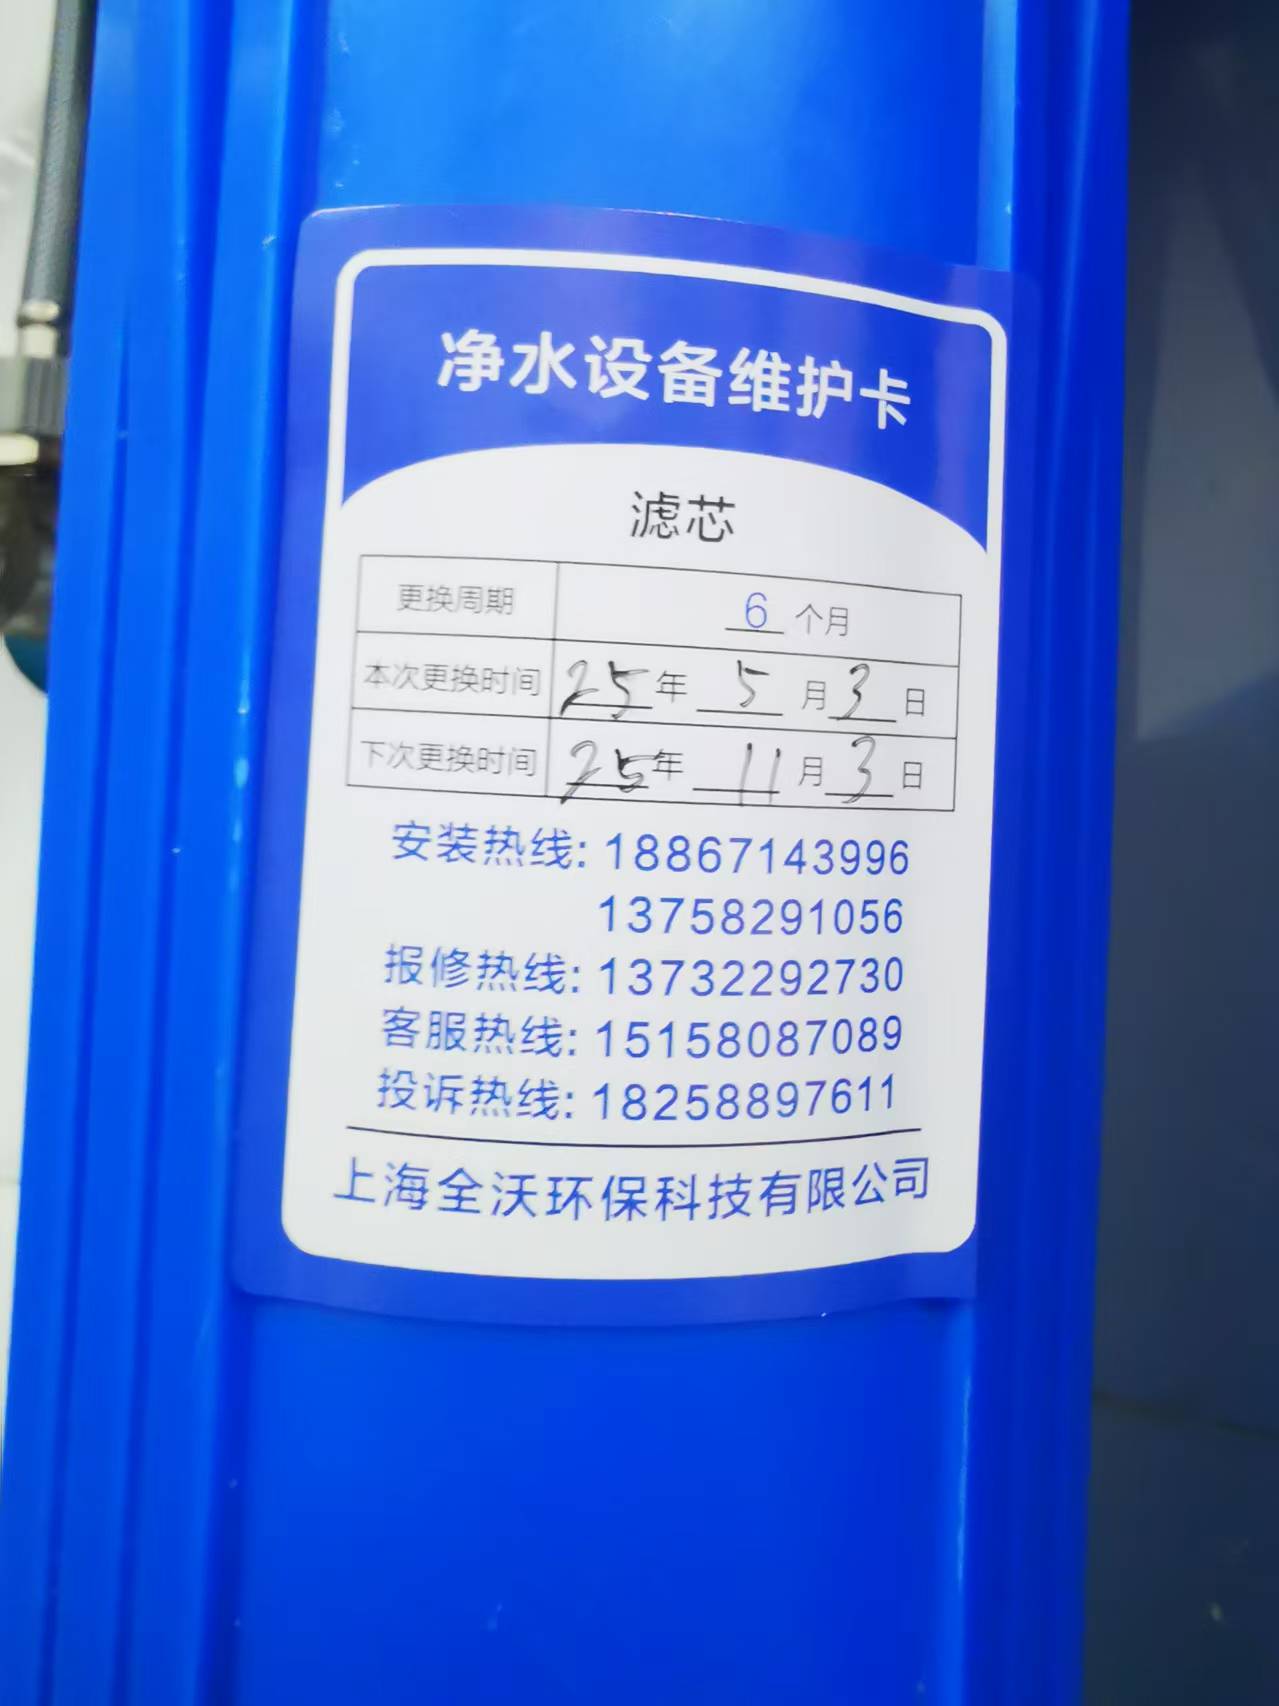 净水设备维护卡
滤芯
更换周期 6 个月
本次更换时间 25 年 5 月 3 日
下次更换时间 25 年 11 月 3 日
安装热线: 18867143996
13758291056
报修热线: 13732292730
客服热线: 15158087089
投诉热线: 18258897611
上海全沃环保科技有限公司